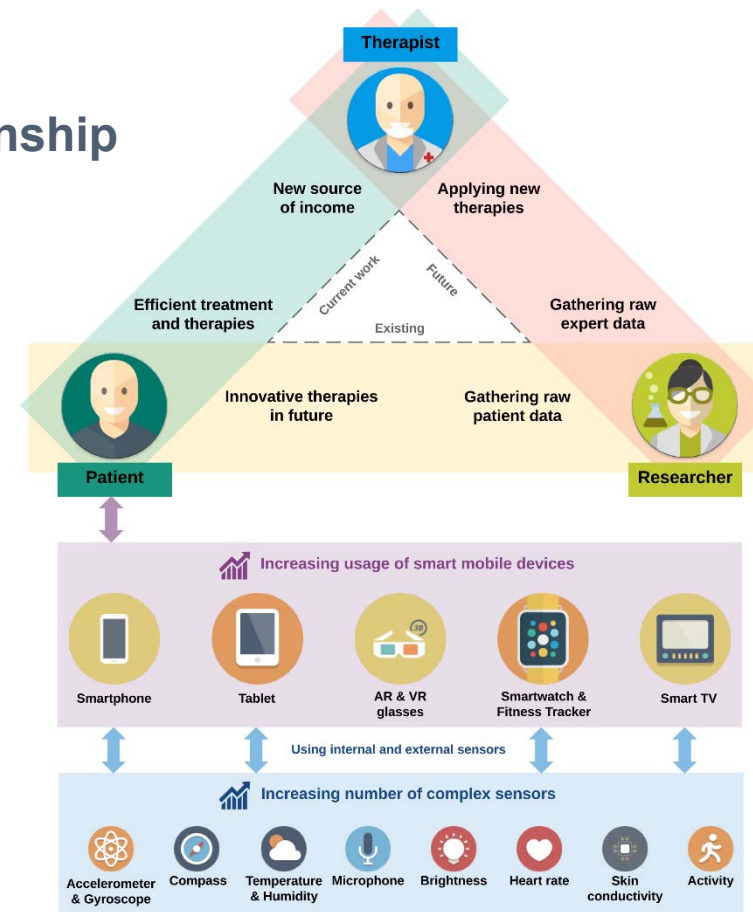 Therapist
nship
New source
of income
Applying new
therapies
Current work
Future
Efficient treatment
and therapies
Existing
Gathering raw
expert data
Innovative therapies
in future
Gathering raw
patient data
Patient
Researcher
Increasing usage of smart mobile devices
3D
Smartphone
Tablet
AR & VR
glasses
Smartwatch &
Fitness Tracker
Smart TV
Using internal and external sensors
Increasing number of complex sensors
Accelerometer
& Gyroscope
Compass
Temperature
& Humidity
Microphone
Brightness
Heart rate
Skin
conductivity
Activity